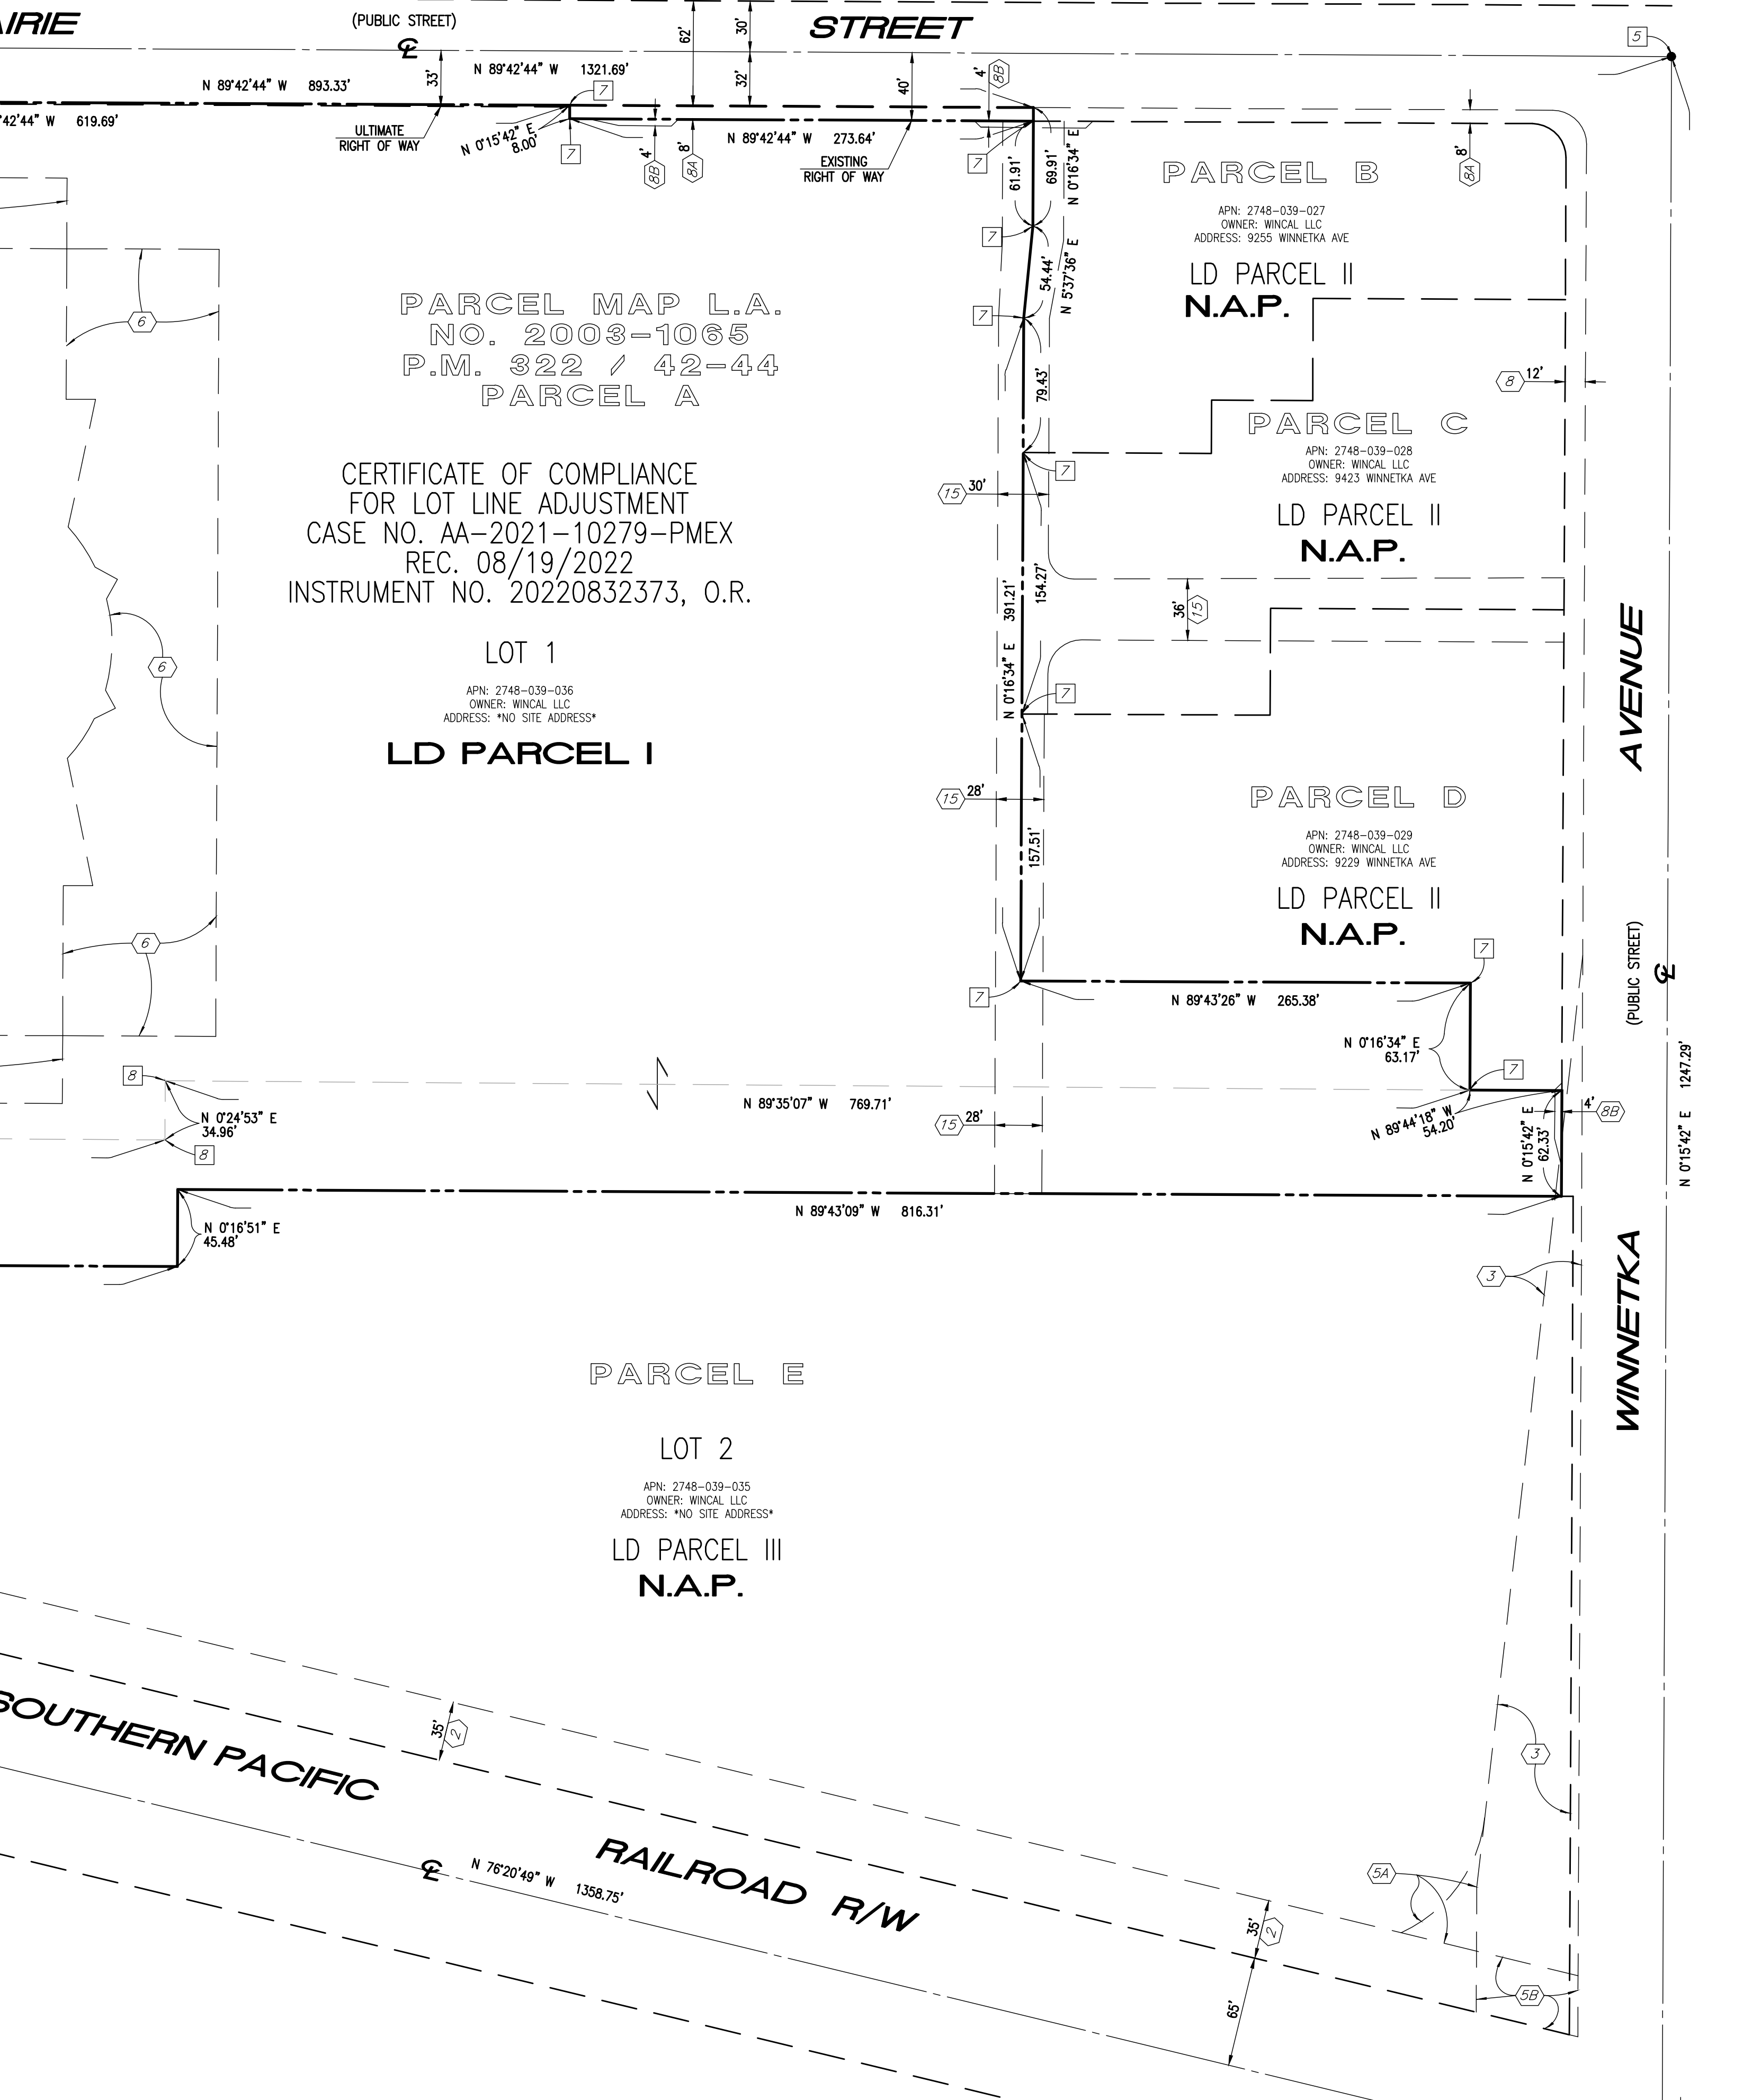 (PUBLIC STREET)
STREET
℄
62'
30'
5
N 89°42'44" W 893.33'
33'
N 89°42'44" W 1321.69'
32'
40'
4'
8B
7
°42'44" W 619.69'
ULTIMATE
RIGHT OF WAY
N 0°15'42" E
8.00'
7
4'
8B
8'
8A
N 89°42'44" W 273.64'
EXISTING
RIGHT OF WAY
7
61.91'
69.91'
N 0°16'34" E
8'
8A
PARCEL B
APN: 2748-039-027
OWNER: WINCAL LLC
ADDRESS: 9255 WINNETKA AVE
LD PARCEL II
N.A.P.
7
54.44'
N 5°37'36" E
7
6
PARCEL MAP L.A.
NO. 2003-1065
P.M. 322 / 42-44
PARCEL A
79.43'
8
12'
PARCEL C
APN: 2748-039-028
OWNER: WINCAL LLC
ADDRESS: 9423 WINNETKA AVE
LD PARCEL II
N.A.P.
7
15
30'
CERTIFICATE OF COMPLIANCE
FOR LOT LINE ADJUSTMENT
CASE NO. AA-2021-10279-PMEX
REC. 08/19/2022
INSTRUMENT NO. 20220832373, O.R.
154.27'
N 0°16'34" E 391.21'
36'
15
LOT 1
6
APN: 2748-039-036
OWNER: WINCAL LLC
ADDRESS: *NO SITE ADDRESS*
LD PARCEL I
7
AVENUE
15
28'
157.51'
PARCEL D
APN: 2748-039-029
OWNER: WINCAL LLC
ADDRESS: 9229 WINNETKA AVE
LD PARCEL II
N.A.P.
6
7
7
N 89°43'26" W 265.38'
(PUBLIC STREET)
℄
N 0°16'34" E
63.17'
7
8
N 0°24'53" E
34.96'
8
N 89°35'07" W 769.71'
15
28'
N 89°44'18" W
54.20'
N 0°15'42" E
62.33'
4'
8B
N 0°15'42" E 1247.29'
N 89°43'09" W 816.31'
N 0°16'51" E
45.48'
3
WINNETKA
PARCEL E
LOT 2
APN: 2748-039-035
OWNER: WINCAL LLC
ADDRESS: *NO SITE ADDRESS*
LD PARCEL III
N.A.P.
35'
2
SOUTHERN PACIFIC
3
℄
N 76°20'49" W 1358.75'
RAILROAD R/W
5A
35'
2
65'
5B